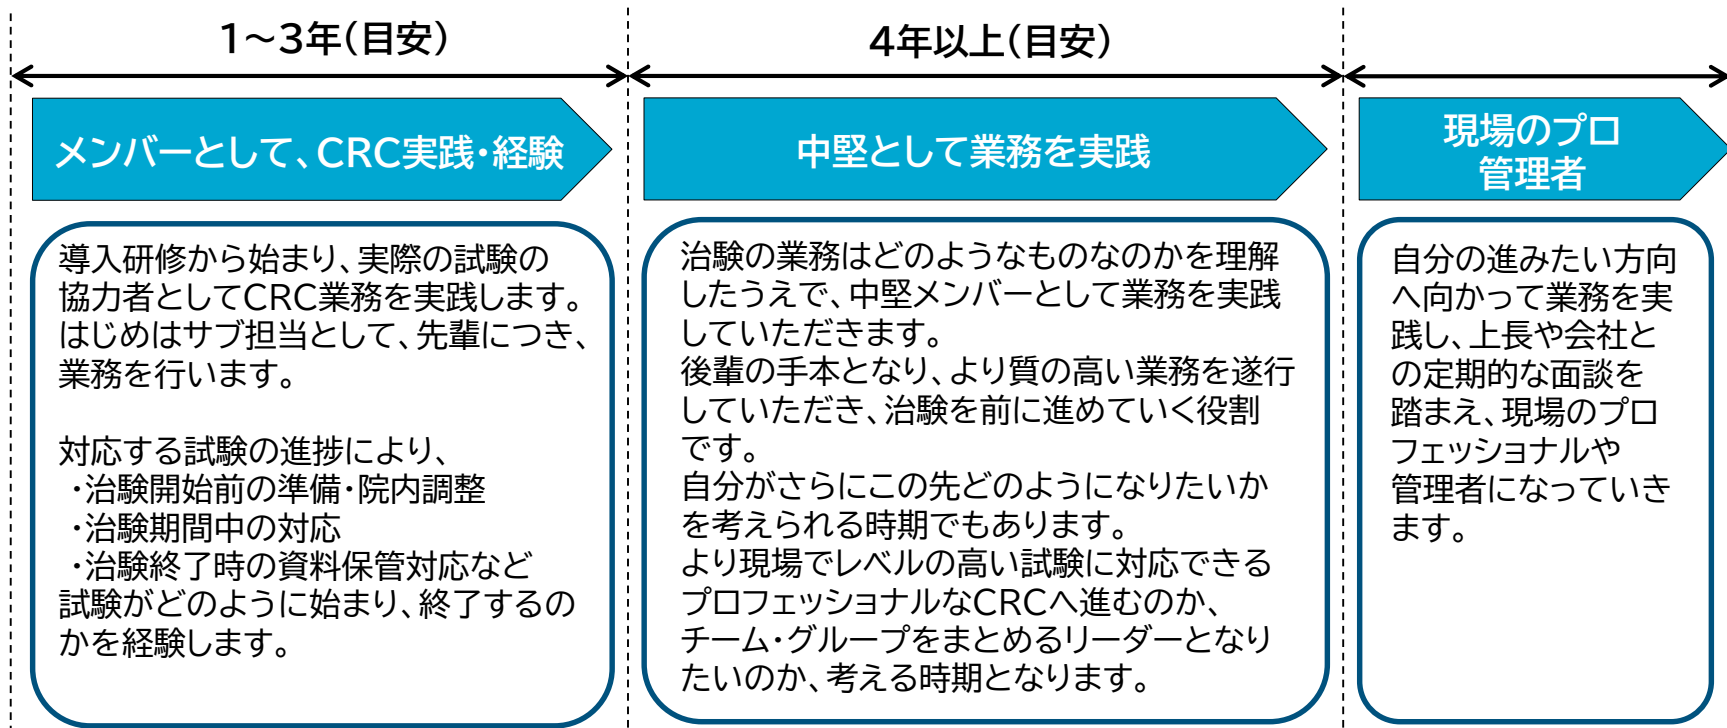 1～3年(目安)
4年以上(目安)
メンバーとして、CRC実践・経験
中堅として業務を実践
現場のプロ
管理者
導入研修から始まり、実際の試験の
協力者としてCRC業務を実践します。
はじめはサブ担当として、先輩につき、
業務を行います。
対応する試験の進捗により、
・治験開始前の準備・院内調整
・治験期間中の対応
・治験終了時の資料保管対応など
試験がどのように始まり、終了するの
かを経験します。
治験の業務はどのようなものなのかを理解
したうえで、中堅メンバーとして業務を実践
していただきます。
後輩の手本となり、より質の高い業務を遂行
していただき、治験を前に進めていく役割
です。
自分がさらにこの先どのようになりたいか
を考えられる時期でもあります。
より現場でレベルの高い試験に対応できる
プロフェッショナルなCRCへ進むのか、
チーム・グループをまとめるリーダーとなり
たいのか、考える時期となります。
自分の進みたい方向
へ向かって業務を実
践し、上長や会社と
の定期的な面談を
踏まえ、現場のプロ
フェッショナルや
管理者になっていき
ます。